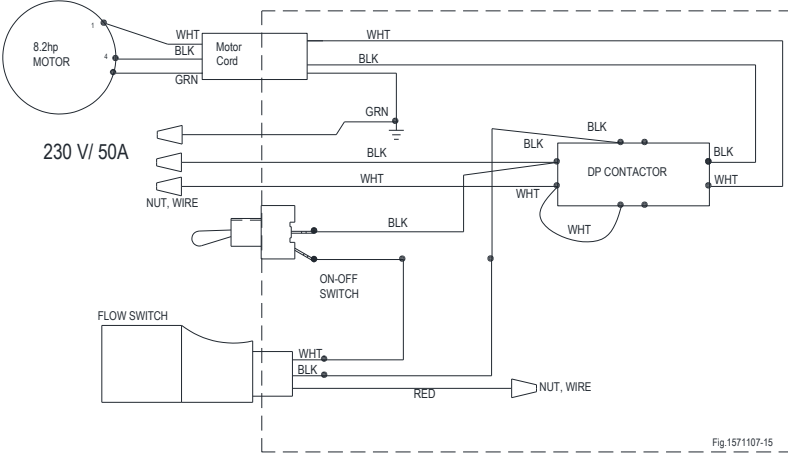 WHT
WHT
1
8.2hp
MOTOR
BLK
Motor
Cord
4
BLK
GRN
GRN
BLK
BLK
230 V/ 50A
BLK
BLK
DP CONTACTOR
WHT
WHT
WHT
NUT, WIRE
BLK
WHT
ON-OFF
SWITCH
FLOW SWITCH
WHT
BLK
RED
NUT, WIRE
Fig.1571107-15